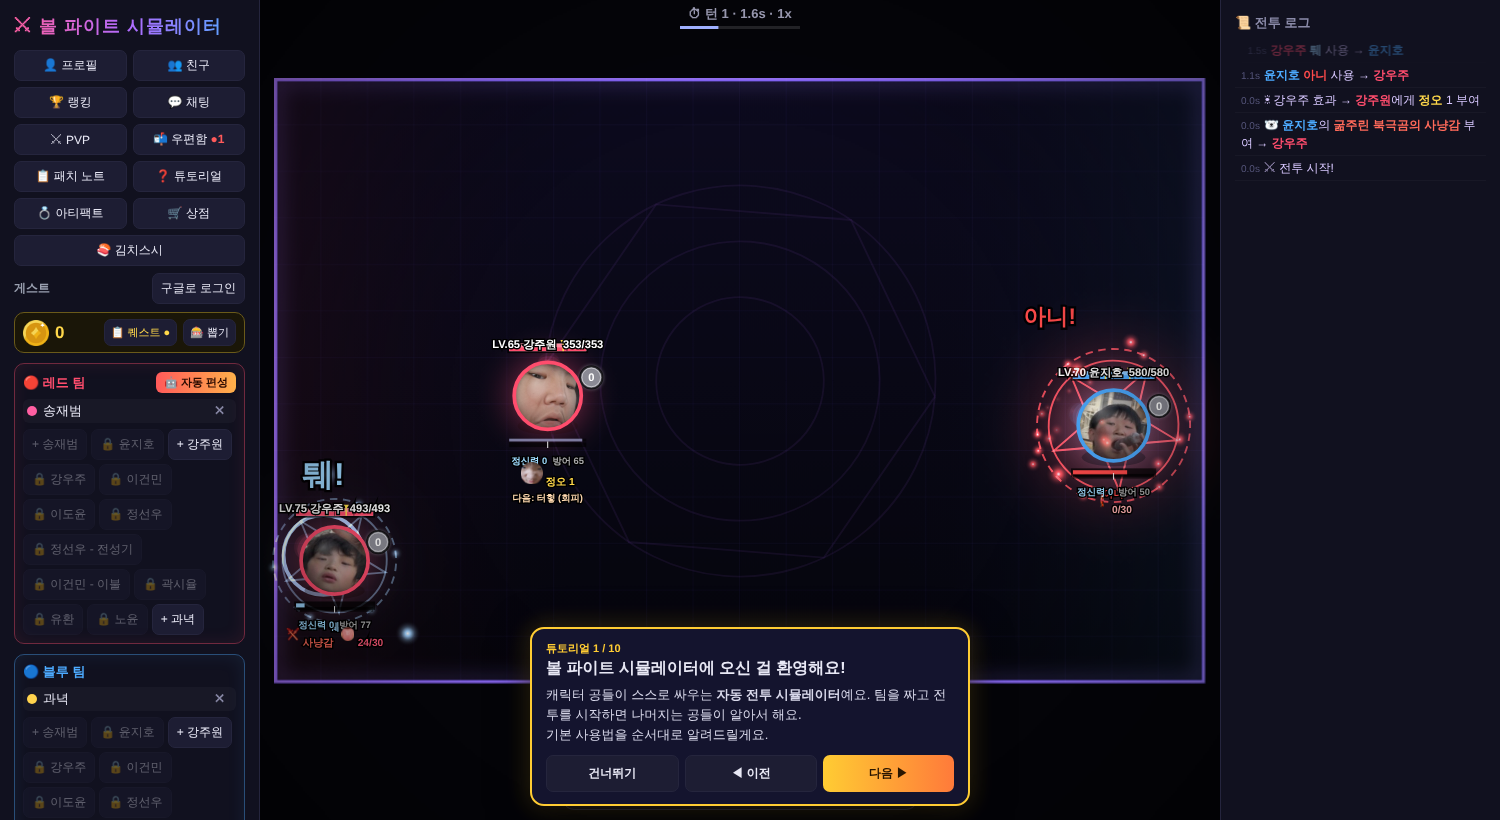 ⚔ 볼 파이트 시뮬레이터
👤 프로필
👥 친구
🏆 랭킹
💬 채팅
⚔ PVP
📬 우편함 ●1
📋 패치 노트
❓ 튜토리얼
💍 아티팩트
🛒 상점
🍣 김치스시
게스트
구글로 로그인
0
📋 퀘스트 ●
🎰 뽑기
🔴 레드 팀
🤖 자동 편성
송재범 ✕
+ 송재범
🔒 윤지호
+ 강주원
🔒 강우주
🔒 이건민
🔒 이도윤
🔒 정선우
🔒 정선우 - 전성기
🔒 이건민 - 이불
🔒 곽시율
🔒 유환
🔒 노윤
+ 과녁
🔵 블루 팀
과녁 ✕
+ 송재범
🔒 윤지호
+ 강주원
🔒 강우주
🔒 이건민
🔒 이도윤
🔒 정선우
⏱ 턴 1 · 1.6s · 1x
아니!
LV.65 강주원 353/353
0
정신력 0 방어 65
정오 1
다음: 터헣 (회피)
LV.70 윤지호 580/580
0
정신력 0 방어 50
0/30
퉤!
LV.75 강우주 493/493
0
정신력 0 방어 77
사냥감
24/30
튜토리얼 1 / 10
볼 파이트 시뮬레이터에 오신 걸 환영해요!
캐릭터 공들이 스스로 싸우는 자동 전투 시뮬레이터예요. 팀을 짜고 전
투를 시작하면 나머지는 공들이 알아서 해요.
기본 사용법을 순서대로 알려드릴게요.
건너뛰기
◀ 이전
다음 ▶
📜 전투 로그
1.5s 강우주 퉤 사용 → 윤지호
1.1s 윤지호 아니 사용 → 강우주
0.0s ☀ 강우주 효과 → 강주원에게 정오 1 부여
0.0s 🐻‍❄️ 윤지호의 굶주린 북극곰의 사냥감 부
여 → 강우주
0.0s ⚔ 전투 시작!